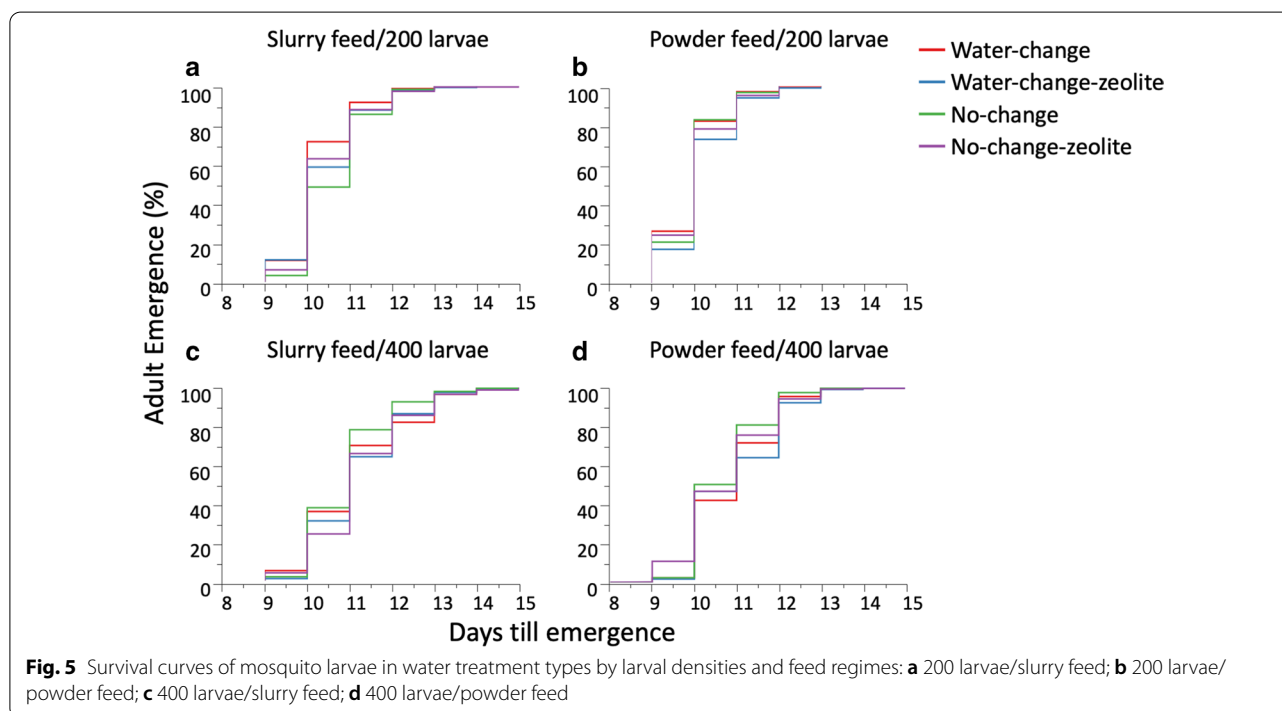 Slurry feed/200 larvae
Powder feed/200 larvae
a
b
Water-change
Water-change-zeolite
No-change
No-change-zeolite
100
80
60
40
20
0
8 9 10 11 12 13 14 15
100
80
60
40
20
0
8 9 10 11 12 13 14 15
Adult Emergence (%)
Slurry feed/400 larvae
Powder feed/400 larvae
c
d
100
80
60
40
20
0
8 9 10 11 12 13 14 15
100
80
60
40
20
0
8 9 10 11 12 13 14 15
Days till emergence
Fig. 5 Survival curves of mosquito larvae in water treatment types by larval densities and feed regimes: a 200 larvae/slurry feed; b 200 larvae/
powder feed; c 400 larvae/slurry feed; d 400 larvae/powder feed